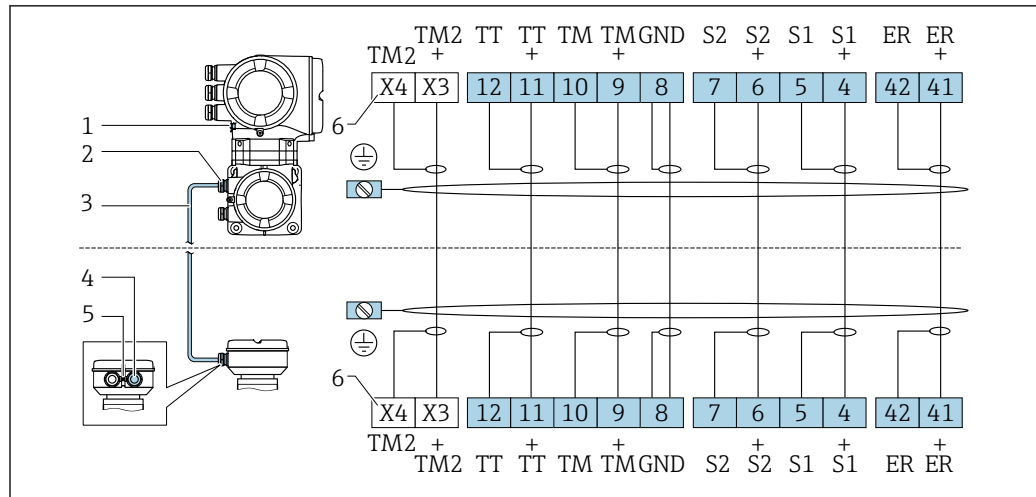 TM2 TT TT TM TM GND S2 S2 S1 S1 ER ER
TM2 + + + + + +
X4 X3 12 11 10 9 8 7 6 5 4 42 41
6
1
2
3
4
5
6
X4 X3 12 11 10 9 8 7 6 5 4 42 41
TM2 + + + + + +
TM2 TT TT TM TM GND S2 S2 S1 S1 ER ER